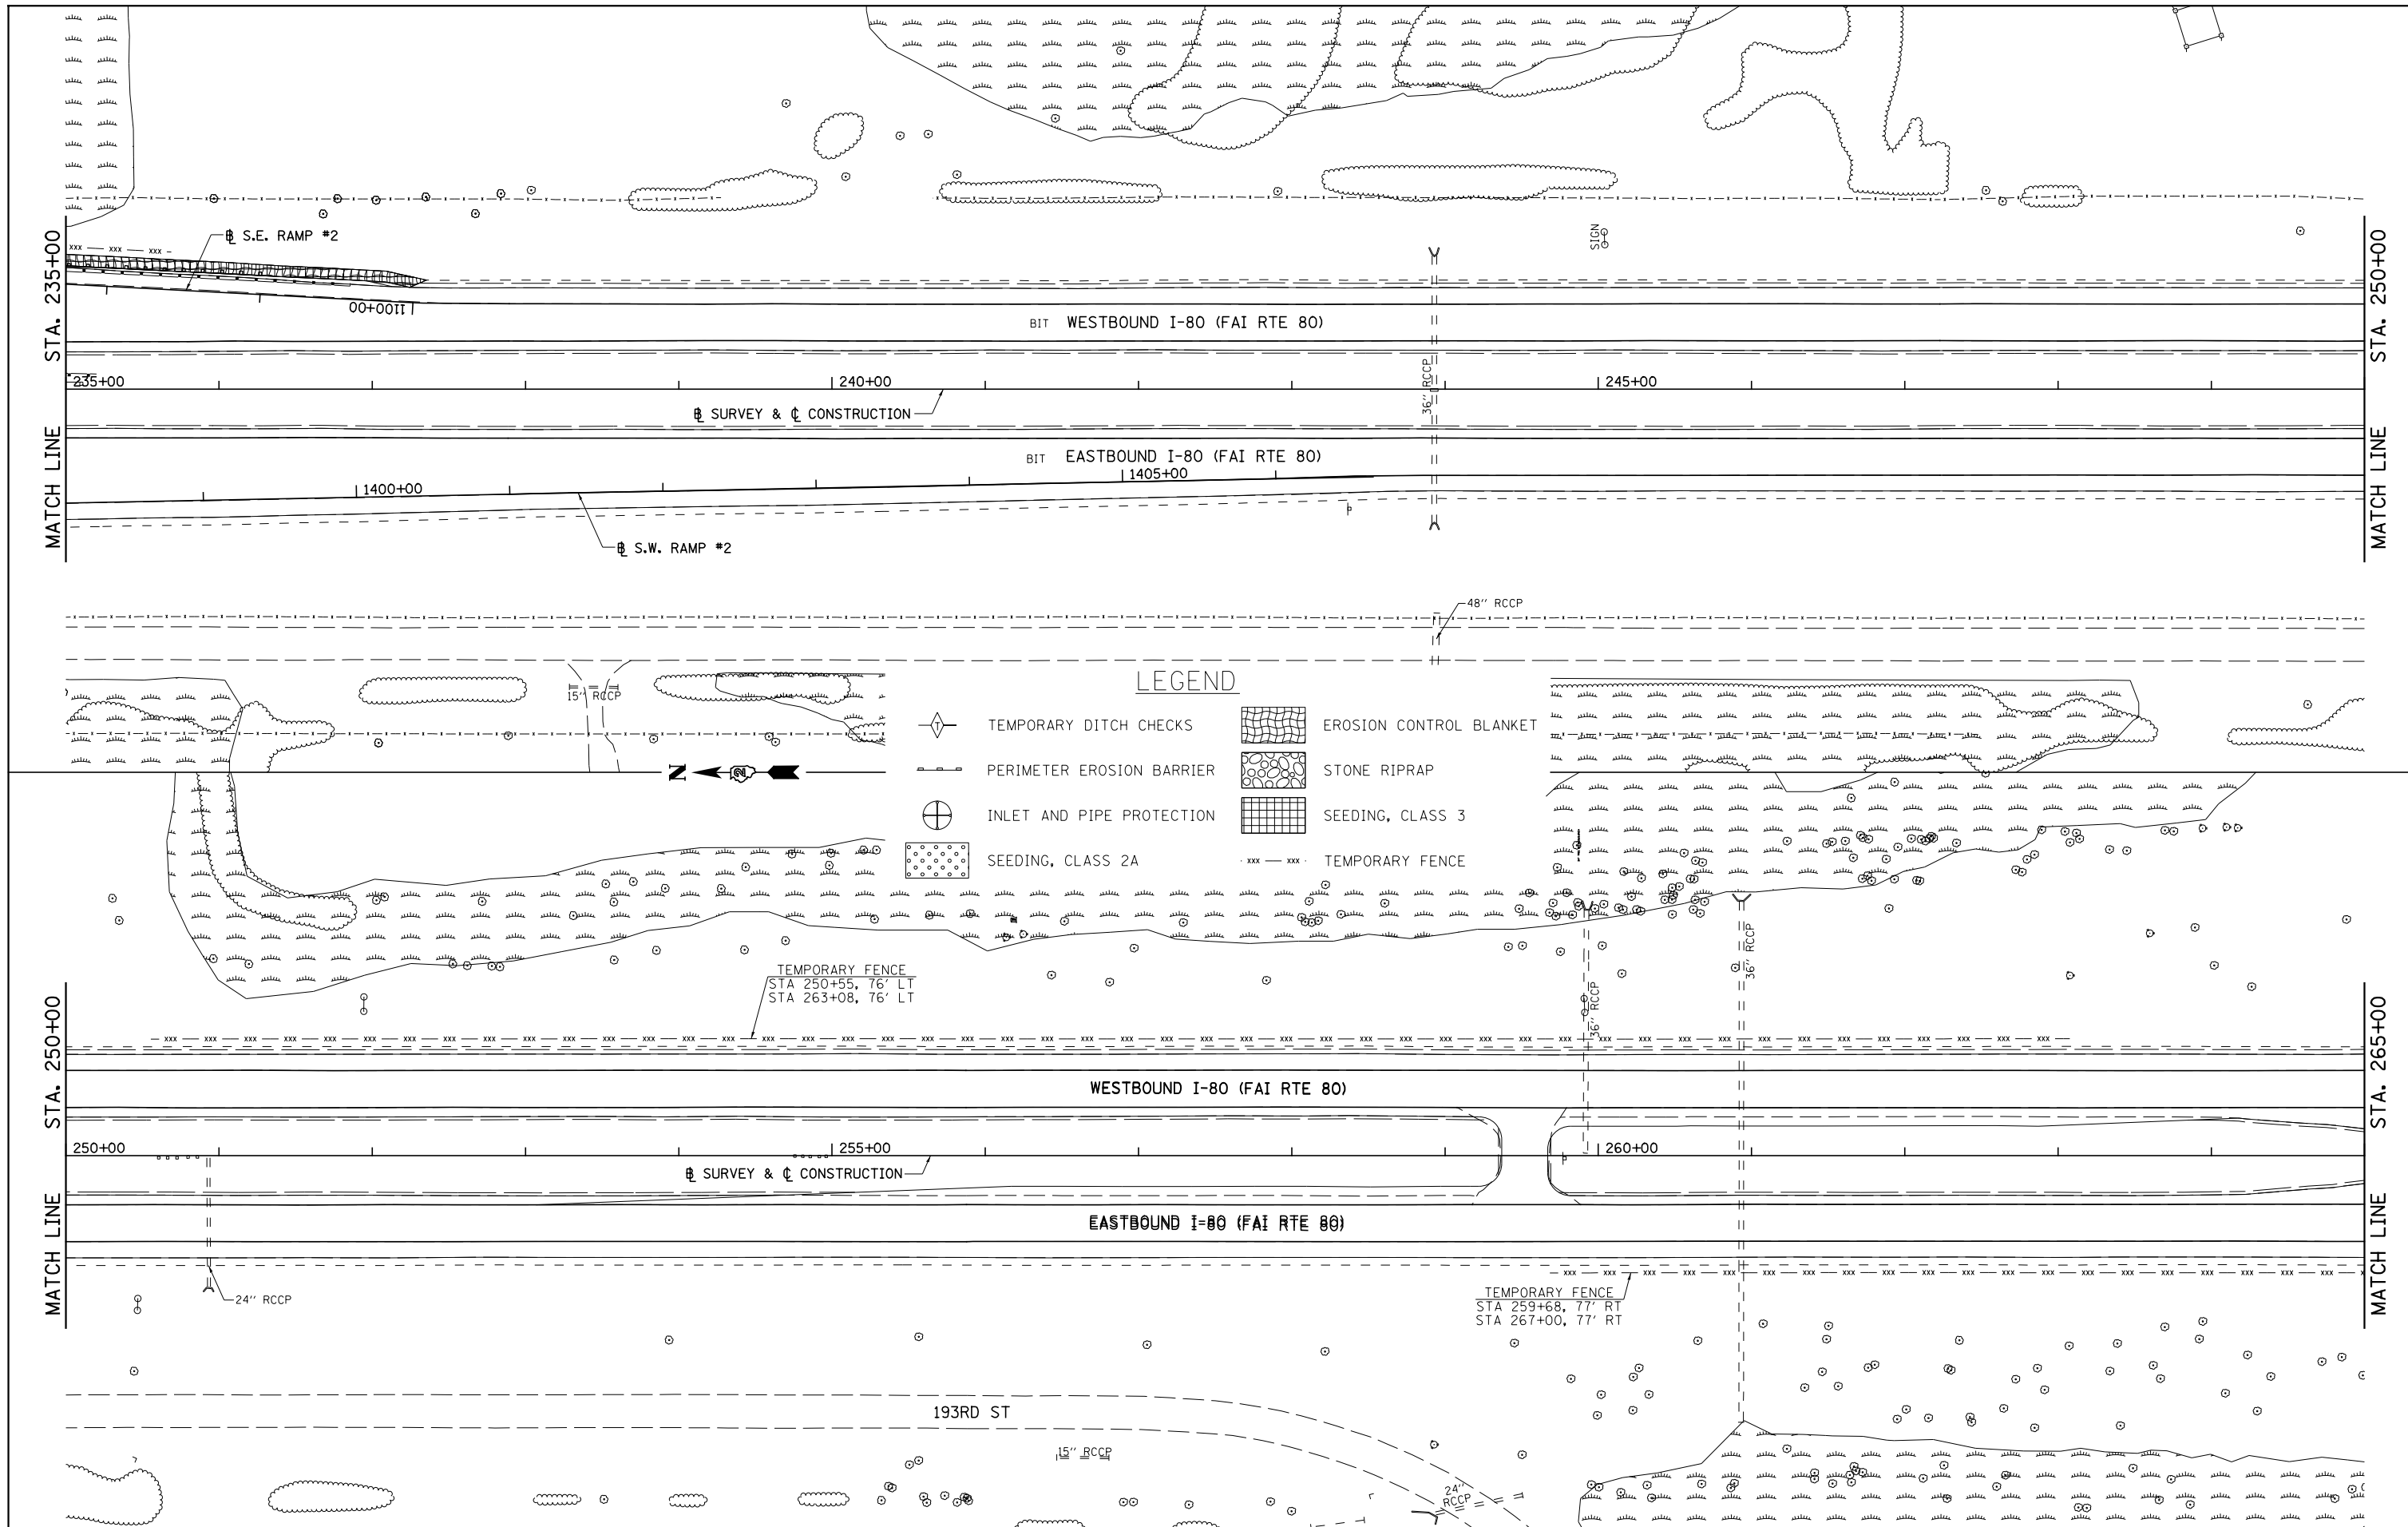 STA. 235+00
MATCH LINE
xxx xxx xxx
B S.E. RAMP #2
1100+00
BIT WESTBOUND I-80 (FAI RTE 80)
SIGN
STA. 250+00
MATCH LINE
235+00
240+00
245+00
36" RCCP
B SURVEY & C CONSTRUCTION
BIT EASTBOUND I-80 (FAI RTE 80)
1400+00
1405+00
B S.W. RAMP #2
48" RCCP
15" RCCP
LEGEND
TEMPORARY DITCH CHECKS
EROSION CONTROL BLANKET
PERIMETER EROSION BARRIER
STONE RIPRAP
INLET AND PIPE PROTECTION
SEEDING, CLASS 3
SEEDING, CLASS 2A
xxx xxx TEMPORARY FENCE
N
TEMPORARY FENCE
STA 250+55, 76' LT
STA 263+08, 76' LT
36" RCCP
36" RCCP
STA. 250+00
MATCH LINE
WESTBOUND I-80 (FAI RTE 80)
STA. 265+00
MATCH LINE
250+00
255+00
260+00
B SURVEY & C CONSTRUCTION
EASTBOUND I-80 (FAI RTE 80)
24" RCCP
TEMPORARY FENCE
STA 259+68, 77' RT
STA 267+00, 77' RT
193RD ST
15" RCCP
24"
RCCP